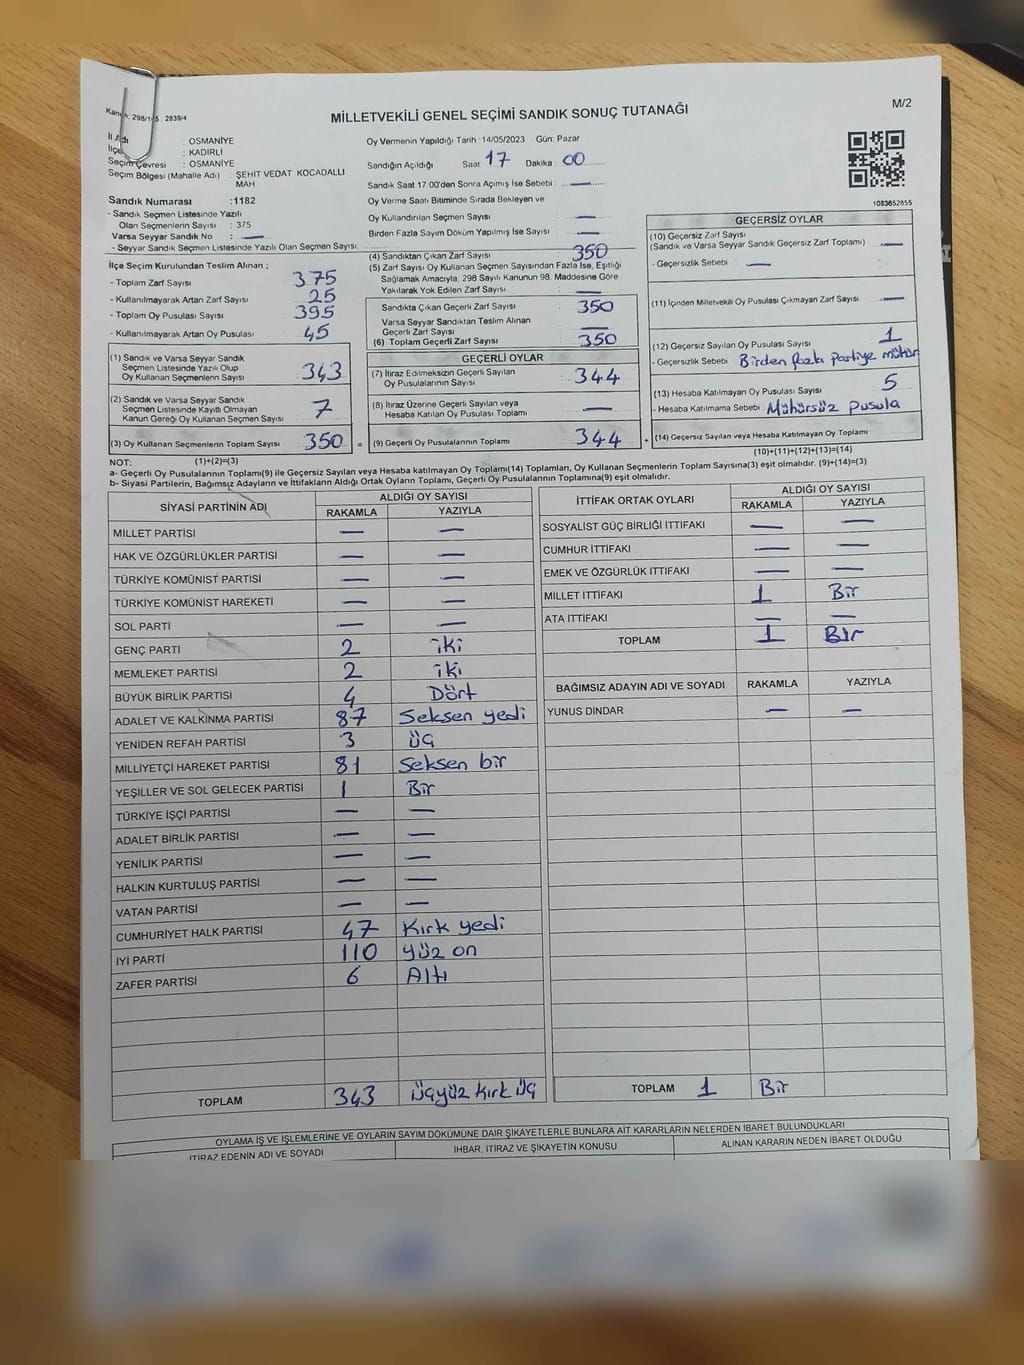 Kanun, 298/105, 2839/4
MİLLETVEKİLİ GENEL SEÇİMİ SANDIK SONUÇ TUTANAĞI
M/2
İl Adı : OSMANİYE
İlçe : KADİRLİ
Seçim Çevresi : OSMANİYE
Seçim Bölgesi (Mahalle Adı) : ŞEHİT VEDAT KOCADALLI MAH
Oy Vermenin Yapıldığı Tarih : 14/05/2023 Gün: Pazar
Sandığın Açıldığı Saat 17 Dakika : 00
Sandık Saat 17:00'den Sonra Açımış İse Sebebi : —
Oy Verme Saati Bitiminde Sırada Bekleyen ve
Oy Kullandırılan Seçmen Sayısı : —
Birden Fazla Sayım Döküm Yapılmış İse Sayısı : —
1083652855
Sandık Numarası : 1182
- Sandık Seçmen Listesinde Yazılı
Olan Seçmenlerin Sayısı : 375
Varsa Seyyar Sandık No : —
- Seyyar Sandık Seçmen Listesinde Yazılı Olan Seçmen Sayısı:
İlçe Seçim Kurulundan Teslim Alınan ;
- Toplam Zarf Sayısı 375
- Kullanılmayarak Artan Zarf Sayısı 25
- Toplam Oy Pusulası Sayısı 395
- Kullanılmayarak Artan Oy Pusulası 45
(1) Sandık ve Varsa Seyyar Sandık
Seçmen Listesinde Yazılı Olup
Oy Kullanan Seçmenlerin Sayısı 343
(2) Sandık ve Varsa Seyyar Sandık
Seçmen Listesinde Kayıtlı Olmayan
Kanun Gereği Oy Kullanan Seçmen Sayısı 7
(3) Oy Kullanan Seçmenlerin Toplam Sayısı 350 =
(4) Sandıktan Çıkan Zarf Sayısı 350
(5) Zarf Sayısı Oy Kullanan Seçmen Sayısından Fazla İse, Eşitliği
Sağlamak Amacıyla, 298 Sayılı Kanunun 98. Maddesine Göre
Yakılarak Yok Edilen Zarf Sayısı : —
Sandıkta Çıkan Geçerli Zarf Sayısı 350
Varsa Seyyar Sandıktan Teslim Alınan
Geçerli Zarf Sayısı —
(6) Toplam Geçerli Zarf Sayısı 350
GEÇERLİ OYLAR
(7) İtiraz Edilmeksizin Geçerli Sayılan
Oy Pusulalarının Sayısı : 344
(8) İtiraz Üzerine Geçerli Sayılan veya
Hesaba Katılan Oy Pusulası Toplamı —
(9) Geçerli Oy Pusulalarının Toplamı 344 +
GEÇERSİZ OYLAR
(10) Geçersiz Zarf Sayısı
(Sandık ve Varsa Seyyar Sandık Geçersiz Zarf Toplamı) : —
- Geçersizlik Sebebi : —
(11) İçinden Milletvekili Oy Pusulası Çıkmayan Zarf Sayısı : —
(12) Geçersiz Sayılan Oy Pusulası Sayısı : 1
- Geçersizlik Sebebi Birden fazla Partiye mühür
(13) Hesaba Katılmayan Oy Pusulası Sayısı 5
- Hesaba Katılmama Sebebi : Mühürsüz pusula
(14) Geçersiz Sayılan veya Hesaba Katılmayan Oy Toplamı
(10)+(11)+(12)+(13)=(14)
NOT: (1)+(2)=(3)
a- Geçerli Oy Pusulalarının Toplamı(9) ile Geçersiz Sayılan veya Hesaba katılmayan Oy Toplamı(14) Toplamları, Oy Kullanan Seçmenlerin Toplam Sayısına(3) eşit olmalıdır. (9)+(14)=(3)
b- Siyasi Partilerin, Bağımsız Adayların ve İttifakların Aldığı Ortak Oyların Toplamı, Geçerli Oy Pusulalarının Toplamına(9) eşit olmalıdır.
SİYASİ PARTİNİN ADI ALDIĞI OY SAYISI
RAKAMLA YAZIYLA
MİLLET PARTİSİ — —
HAK VE ÖZGÜRLÜKLER PARTİSİ — —
TÜRKİYE KOMÜNİST PARTİSİ — —
TÜRKİYE KOMÜNİST HAREKETİ — —
SOL PARTİ — —
GENÇ PARTİ 2 iki
MEMLEKET PARTİSİ 2 iki
BÜYÜK BİRLİK PARTİSİ 4 Dört
ADALET VE KALKINMA PARTİSİ 87 Seksen yedi
YENİDEN REFAH PARTİSİ 3 üç
MİLLİYETÇİ HAREKET PARTİSİ 81 Seksen bir
YEŞİLLER VE SOL GELECEK PARTİSİ 1 Bir
TÜRKİYE İŞÇİ PARTİSİ — —
ADALET BİRLİK PARTİSİ — —
YENİLİK PARTİSİ — —
HALKIN KURTULUŞ PARTİSİ — —
VATAN PARTİSİ — —
CUMHURİYET HALK PARTİSİ 47 Kırk yedi
İYİ PARTİ 110 yüz on
ZAFER PARTİSİ 6 Altı
TOPLAM 343 Üçyüz kırk üç
İTTİFAK ORTAK OYLARI ALDIĞI OY SAYISI
RAKAMLA YAZIYLA
SOSYALİST GÜÇ BİRLİĞİ İTTİFAKI — —
CUMHUR İTTİFAKI — —
EMEK VE ÖZGÜRLÜK İTTİFAKI — —
MİLLET İTTİFAKI 1 Bir
ATA İTTİFAKI — —
TOPLAM 1 Bir
BAĞIMSIZ ADAYIN ADI VE SOYADI RAKAMLA YAZIYLA
YUNUS DINDAR — —
TOPLAM 1 Bir
OYLAMA İŞ VE İŞLEMLERİNE VE OYLARIN SAYIM DÖKÜMÜNE DAİR ŞİKAYETLERLE BUNLARA AİT KARARLARIN NELERDEN İBARET BULUNDUKLARI
İTİRAZ EDENİN ADI VE SOYADI İHBAR, İTİRAZ VE ŞİKAYETİN KONUSU ALINAN KARARIN NEDEN İBARET OLDUĞU